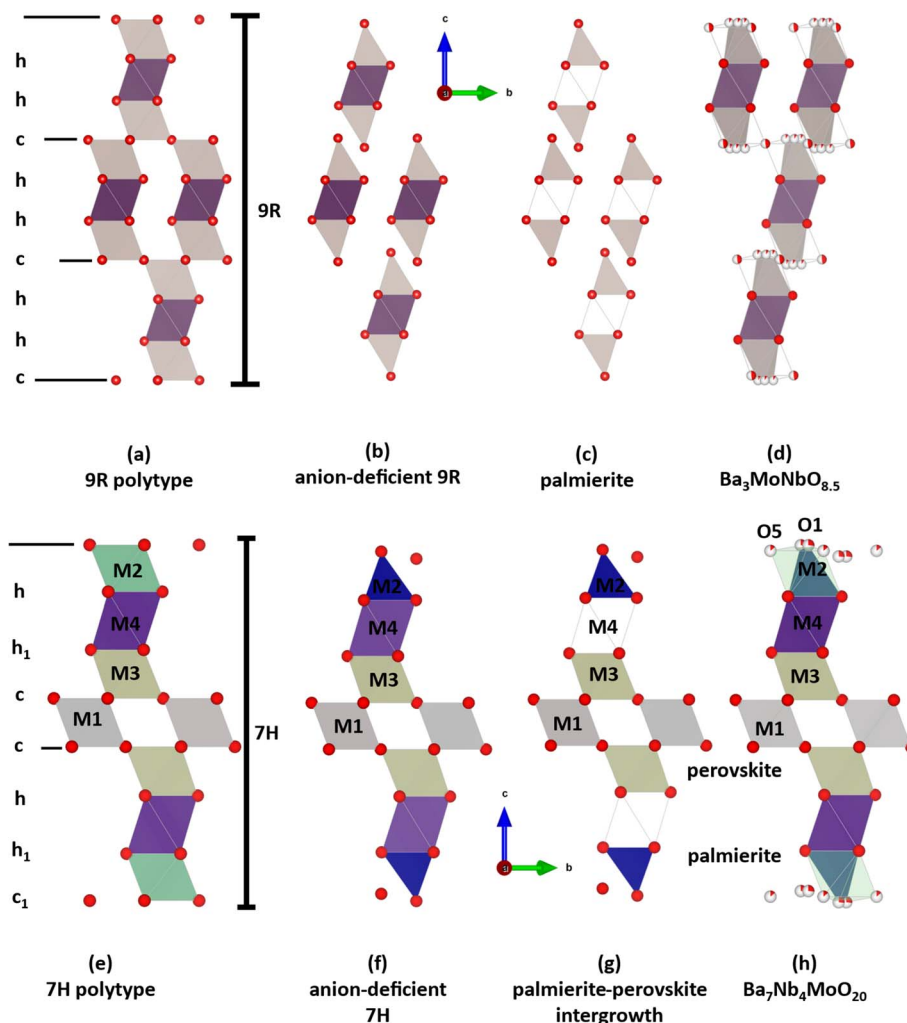 c
h
h
c
h
h
c
h
h
c
9R
a
b
(a)
9R polytype
(b)
anion-deficient 9R
(c)
palmierite
(d)
Ba₃MoNbO₈.₅
O5
O1
h
h₁
c
c
h
h₁
c₁
M2
M4
M3
M1
7H
M2
M4
M3
M1
c
a
b
M2
M4
M3
M1
M2
M4
M3
M1
perovskite
palmierite
(e)
7H polytype
(f)
anion-deficient
7H
(g)
palmierite-perovskite
intergrowth
(h)
Ba₇Nb₄MoO₂₀